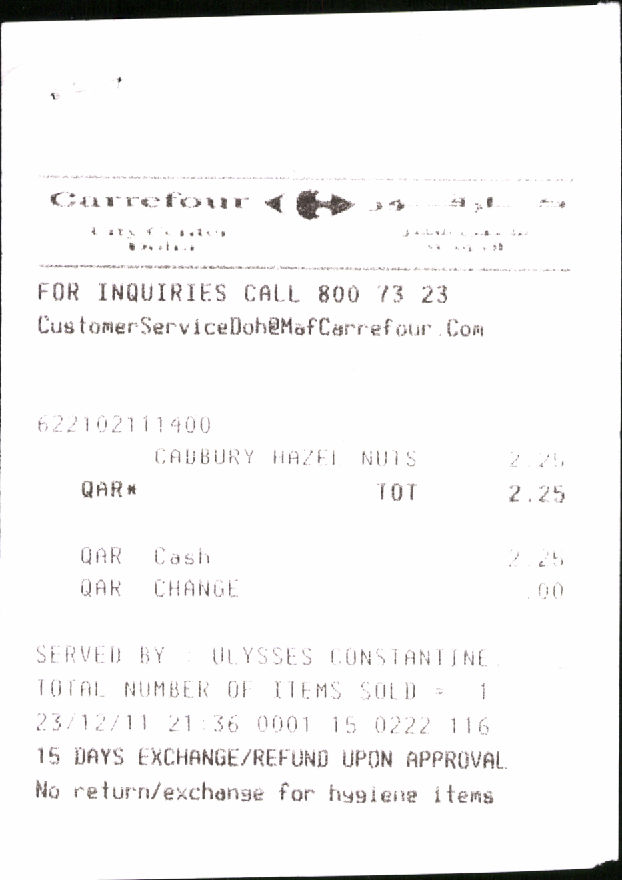 Carrefour
City Center
FOR INQUIRIES CALL 800 73 23
CustomerServiceDoh@MafCarrefour.Com
622102111400
CADBURY HAZEL NUTS 2.25
QAR* TOT 2.25
QAR Cash 2.25
QAR CHANGE .00
SERVED BY : ULYSSES CONSTANTINE.
TOTAL NUMBER OF ITEMS SOLD = 1
23/12/11 21:36 0001 15 0222 116
15 DAYS EXCHANGE/REFUND UPON APPROVAL
No return/exchange for hygiene items